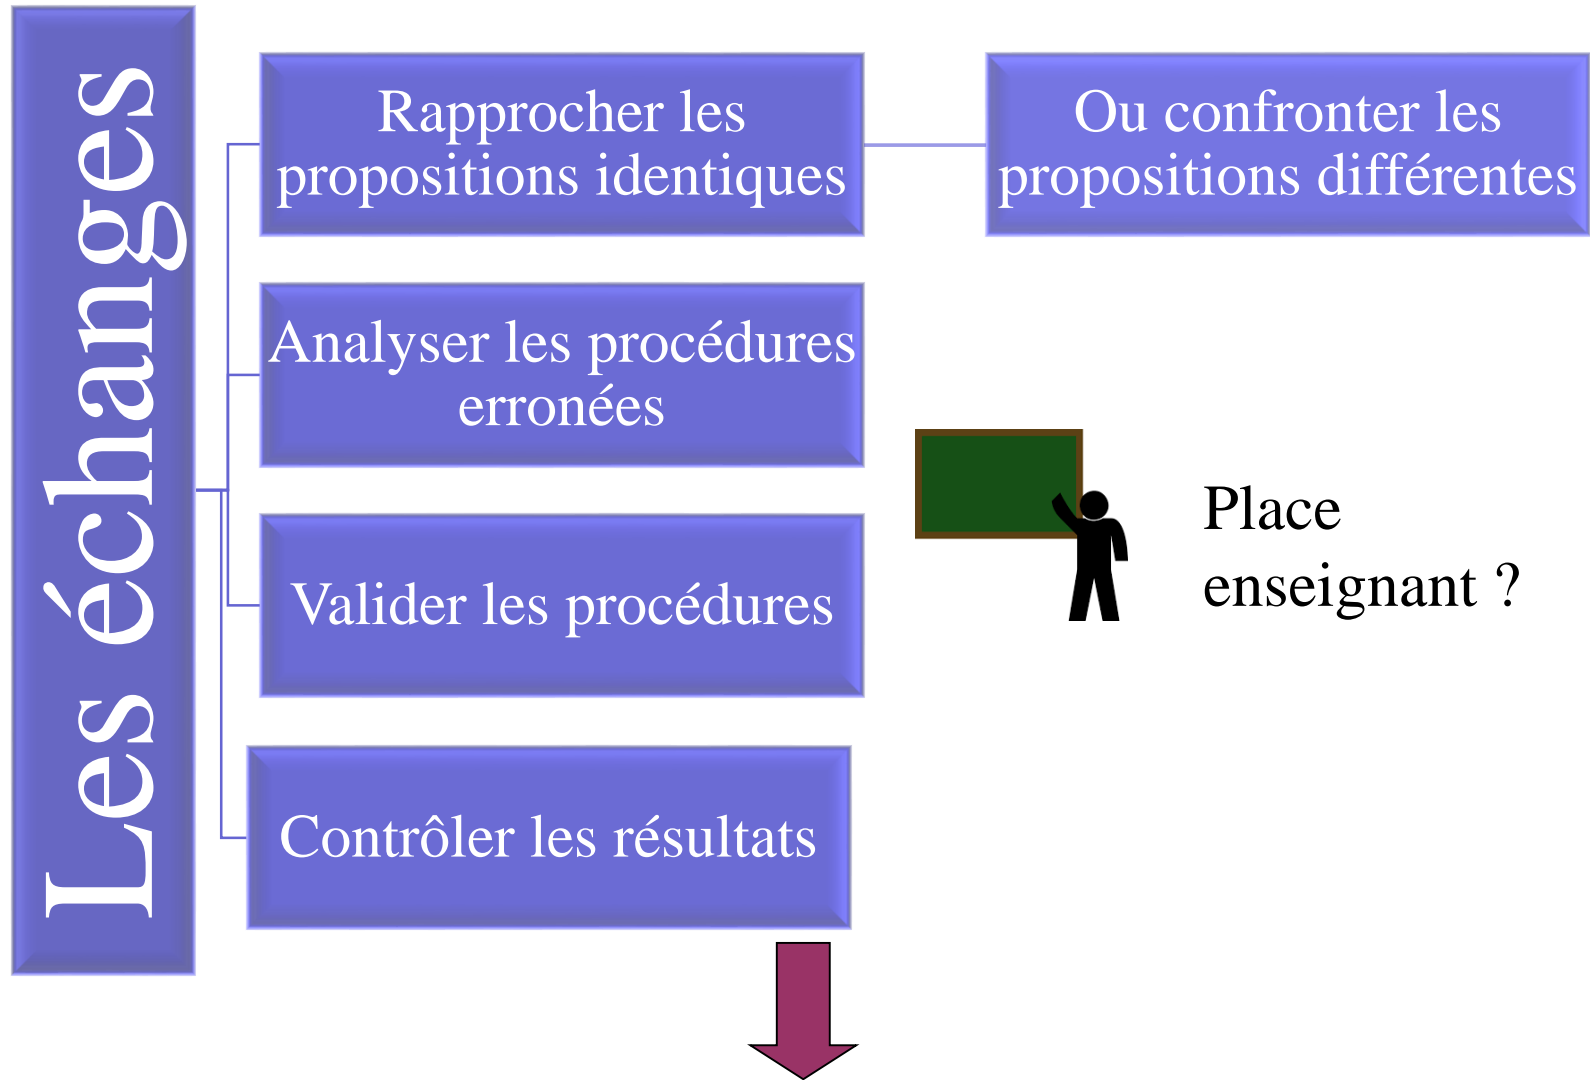 Les échanges
Rapprocher les
propositions identiques
Ou confronter les
propositions différentes
Analyser les procédures
erronées
Valider les procédures
Contrôler les résultats
Place
enseignant ?